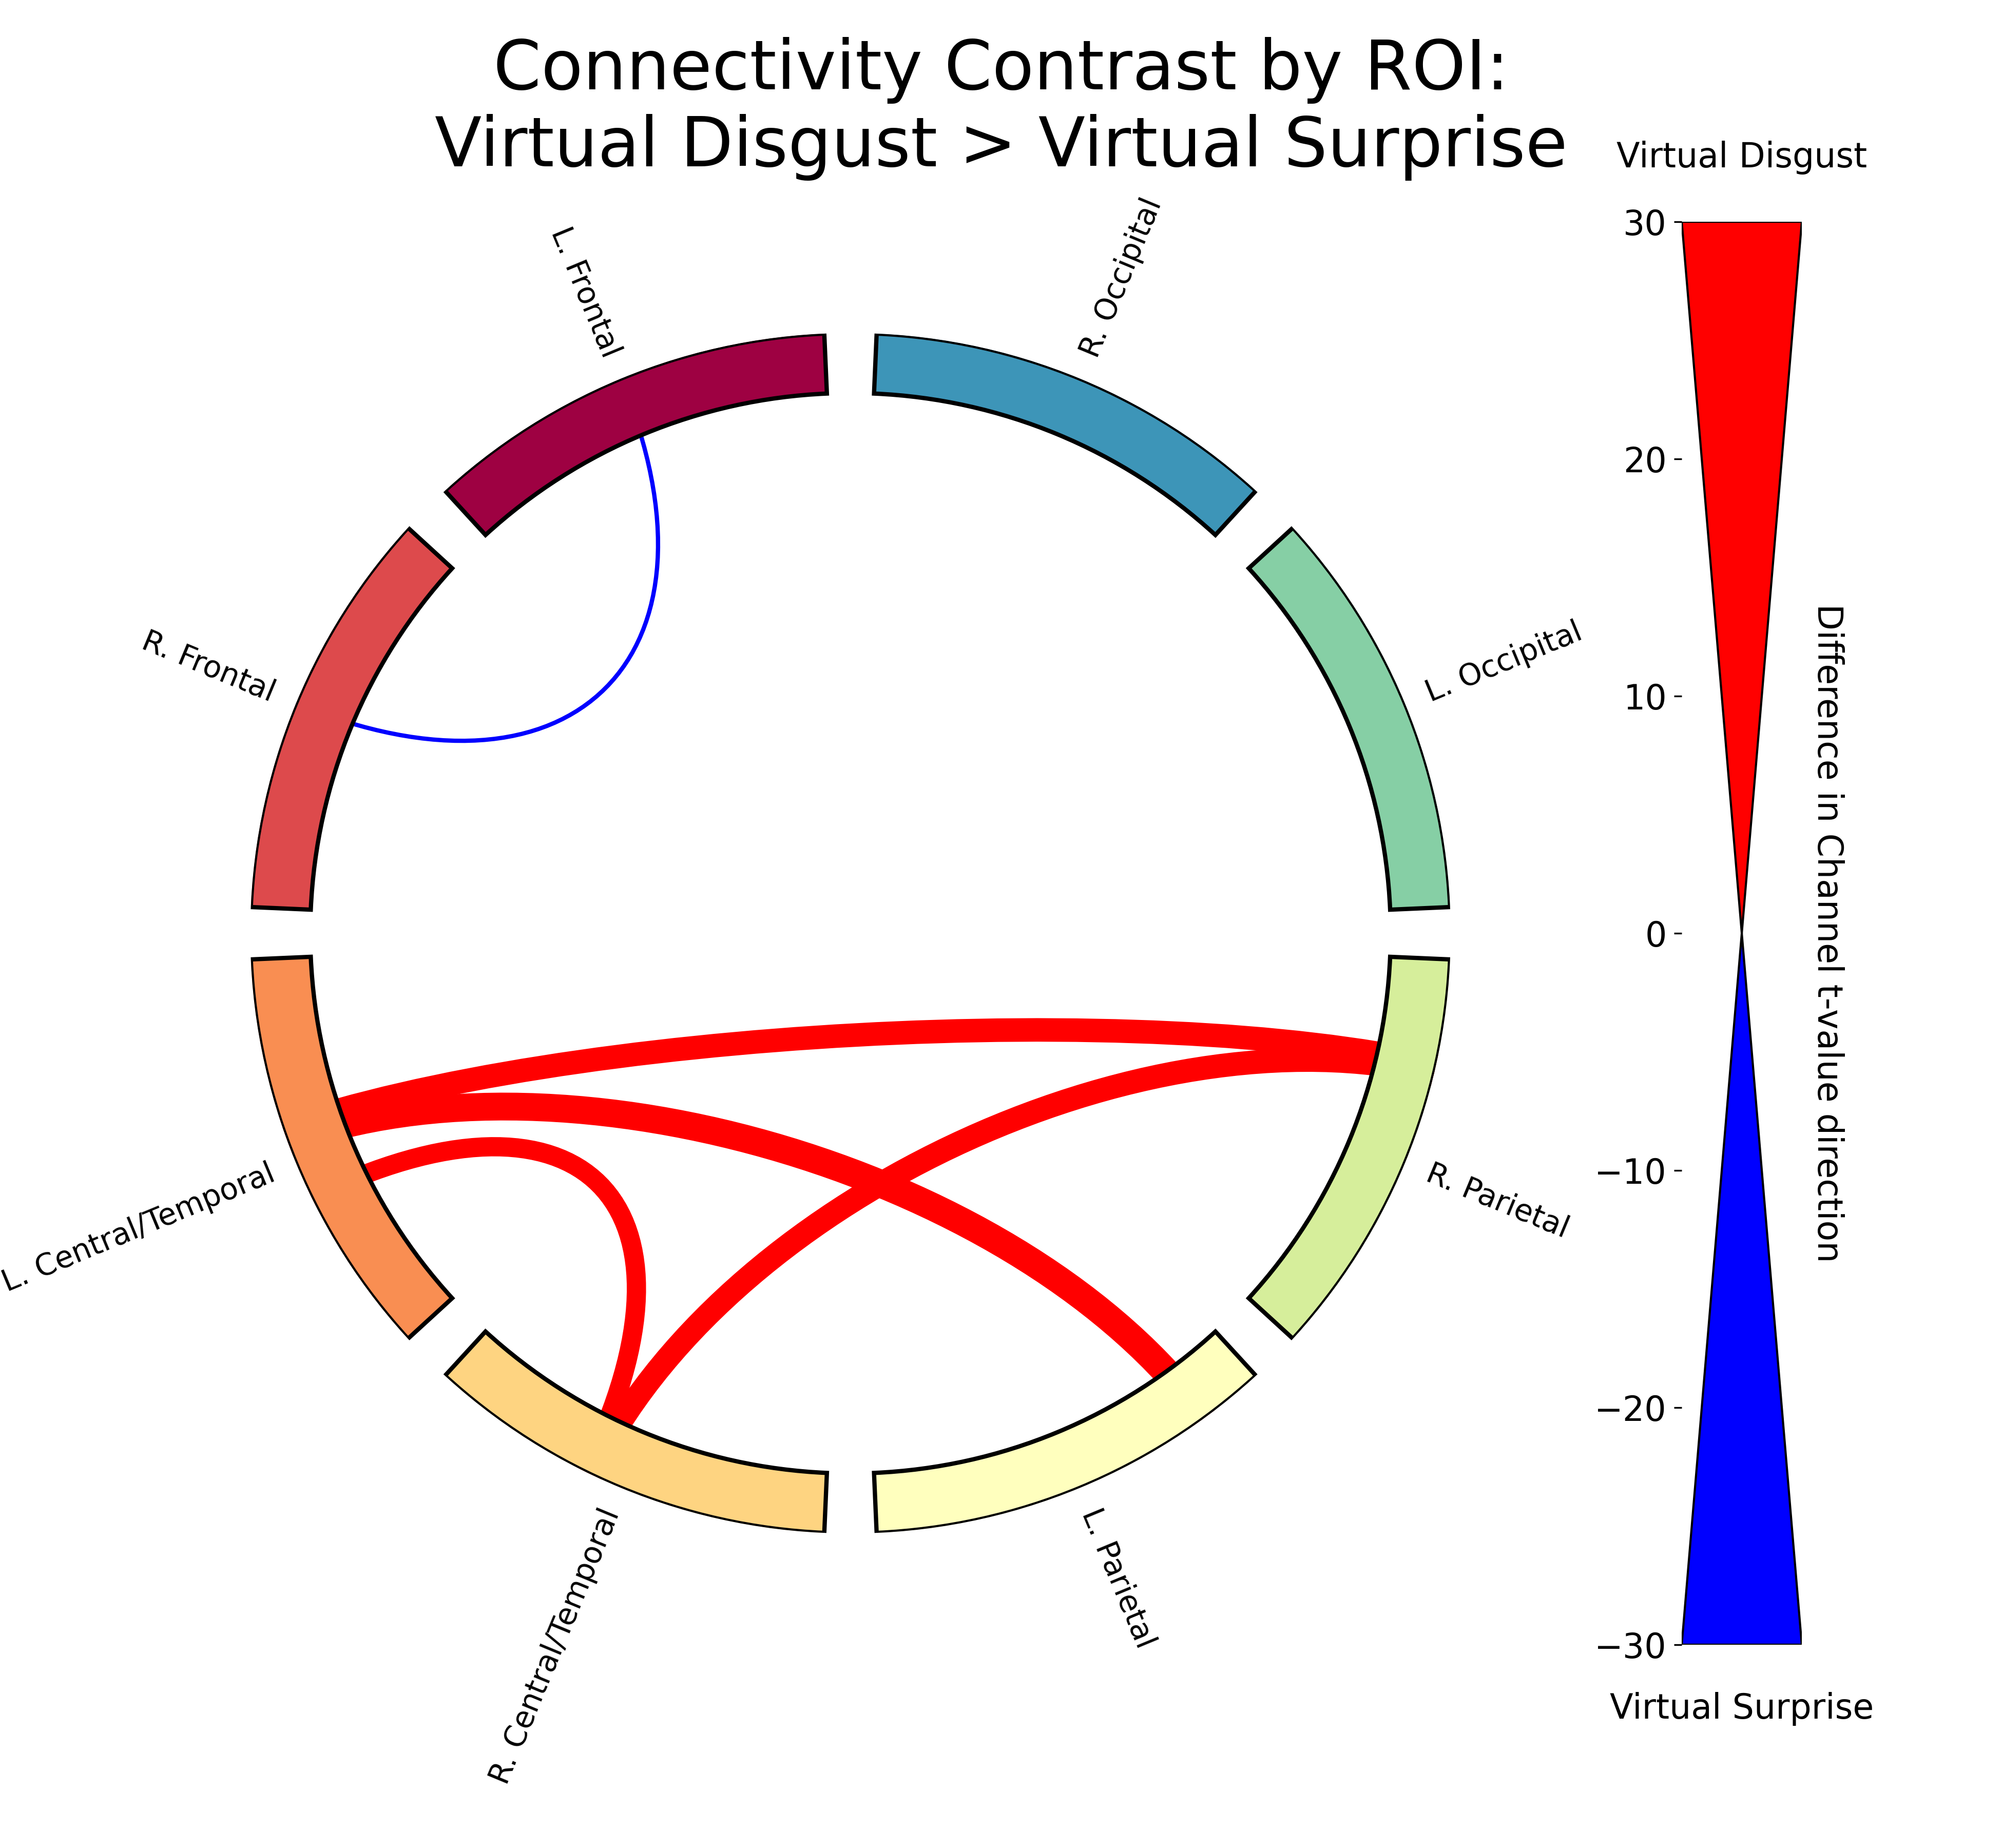 Connectivity Contrast by ROI:
Virtual Disgust > Virtual Surprise
Virtual Disgust
30
20
10
0
−10
−20
−30
Virtual Surprise
Difference in Channel t-value direction
L. Frontal
R. Occipital
R. Frontal
L. Occipital
L. Central/Temporal
R. Parietal
R. Central/Temporal
L. Parietal